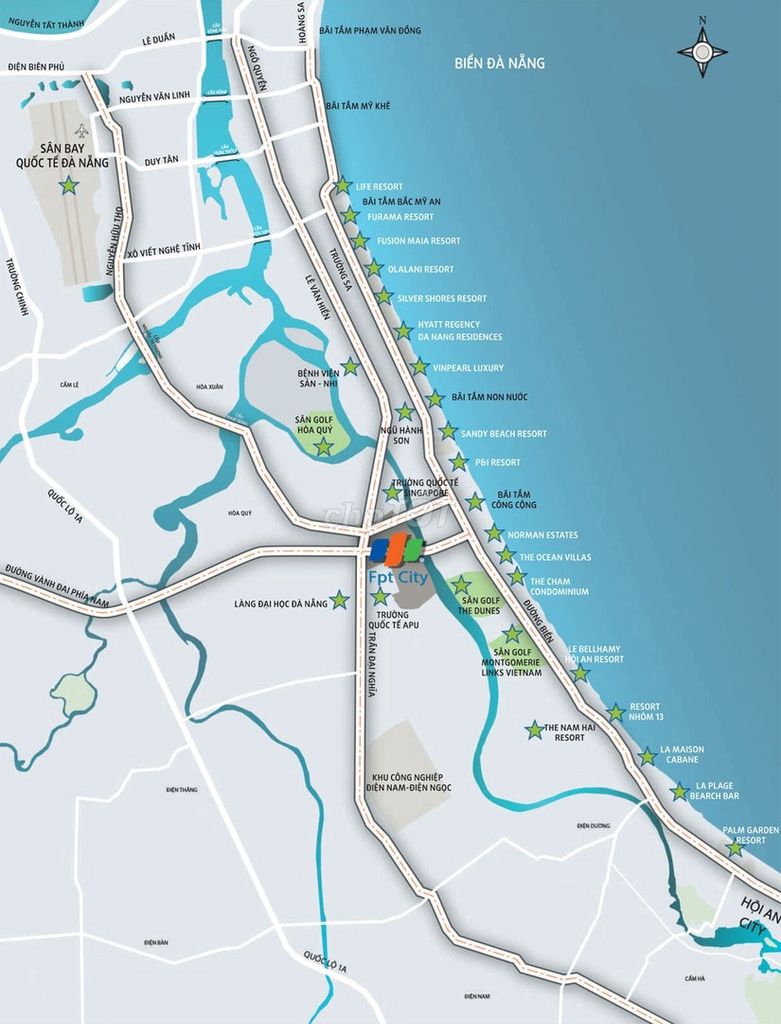 NGUYỄN TẤT THÀNH
LÊ DUẨN
HOÀNG SA
BÃI TẮM PHẠM VĂN ĐỒNG
N
ĐIỆN BIÊN PHỦ
NGÔ QUYỀN
BIỂN ĐÀ NẴNG
NGUYỄN VĂN LINH
BÃI TẮM MỸ KHÊ
SÂN BAY
QUỐC TẾ ĐÀ NẴNG
DUY TÂN
LIFE RESORT
BÃI TẮM BẮC MỸ AN
FURAMA RESORT
NGUYỄN HỮU THỌ
XÔ VIẾT NGHỆ TĨNH
FUSION MAIA RESORT
TRƯỜNG SA
OLALANI RESORT
LÊ VĂN HIẾN
TRƯỜNG CHINH
SILVER SHORES RESORT
HYATT REGENCY
DA NANG RESIDENCES
CẨM LỆ
HÒA XUÂN
BỆNH VIỆN
SẢN - NHI
VINPEARL LUXURY
BÃI TẮM NON NƯỚC
SÂN GOLF
HÒA QUÝ
NGŨ HÀNH
SƠN
SANDY BEACH RESORT
P&I RESORT
TRƯỜNG QUỐC TẾ
SINGAPORE
BÃI TẮM
CÔNG CỘNG
QUỐC LỘ 1A
HÒA QUÝ
NORMAN ESTATES
THE OCEAN VILLAS
Fpt City
THE CHAM
CONDOMINIUM
ĐƯỜNG VÀNH ĐAI PHÍA NAM
LÀNG ĐẠI HỌC ĐÀ NẴNG
TRƯỜNG
QUỐC TẾ APU
SÂN GOLF
THE DUNES
ĐƯỜNG BIỂN
SÂN GOLF
MONTGOMERIE
LINKS VIETNAM
LE BELLHAMY
HỘI AN RESORT
TRẦN ĐẠI NGHĨA
RESORT
NHÓM 13
THE NAM HAI
RESORT
LA MAISON
CABANE
KHU CÔNG NGHIỆP
ĐIỆN NAM-ĐIỆN NGỌC
ĐIỆN THẮNG
LA PLAGE
BEARCH BAR
ĐIỆN DƯƠNG
PALM GARDEN
RESORT
HỘI AN
CITY
ĐIỆN BÀN
QUỐC LỘ 1A
CẨM HÀ
ĐIỆN NAM